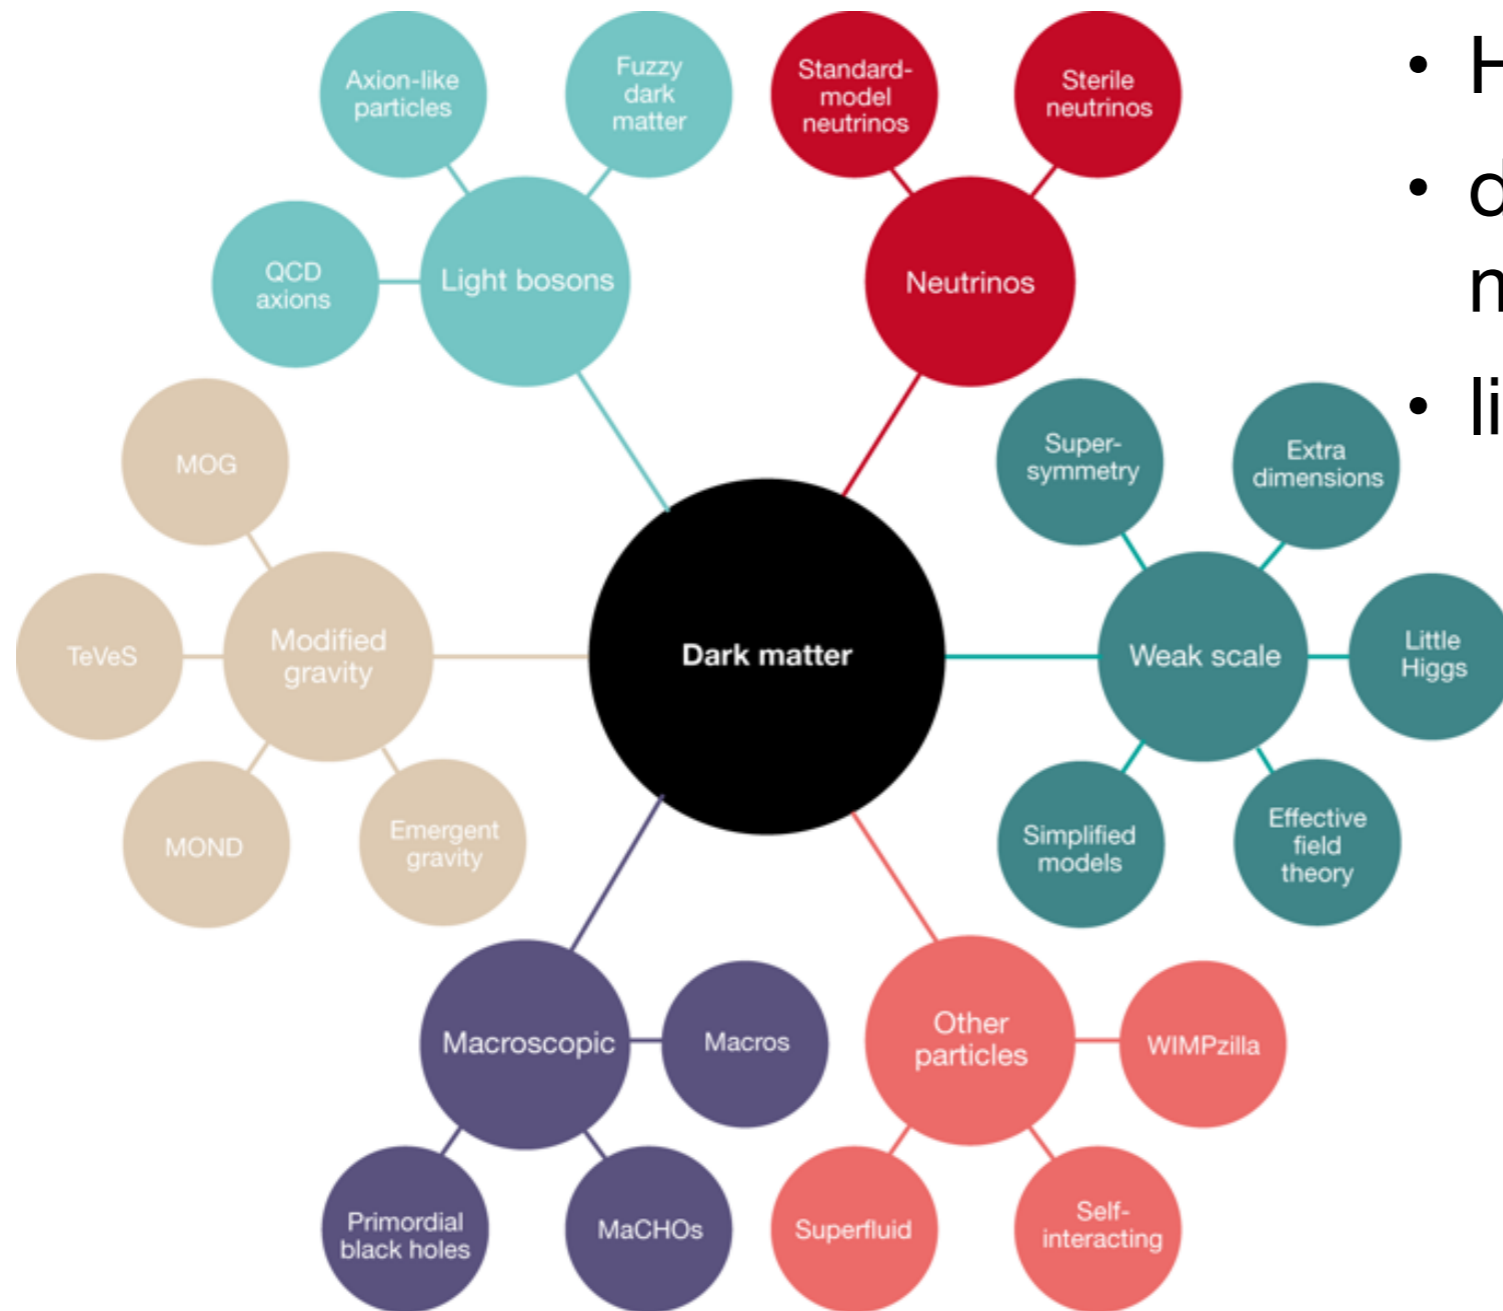 Axion-like
particles
Fuzzy
dark
matter
Standard-
model
neutrinos
Sterile
neutrinos
QCD
axions
Light bosons
Neutrinos
MOG
Super-
symmetry
Extra
dimensions
TeVeS
Modified
gravity
Dark matter
Weak scale
Little
Higgs
MOND
Emergent
gravity
Simplified
models
Effective
field
theory
Macroscopic
Macros
Other
particles
WIMPzilla
Primordial
black holes
MaCHOs
Superfluid
Self-
interacting